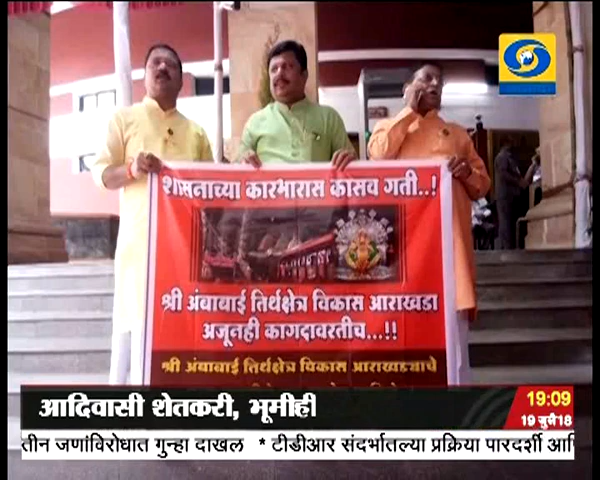 शासनाच्या कारभारास कासव गती..!
श्री अंबाबाई तिर्थक्षेत्र विकास आराखडा
अजूनही कागदावरतीच...!!
श्री अंबाबाई तिर्थक्षेत्र विकास आराखड्याचे
आदिवासी शेतकरी, भूमीही
19:09
19 जुलै 18
तीन जणांविरोधात गुन्हा दाखल * टीडीआर संदर्भातल्या प्रक्रिया पारदर्शी आणि